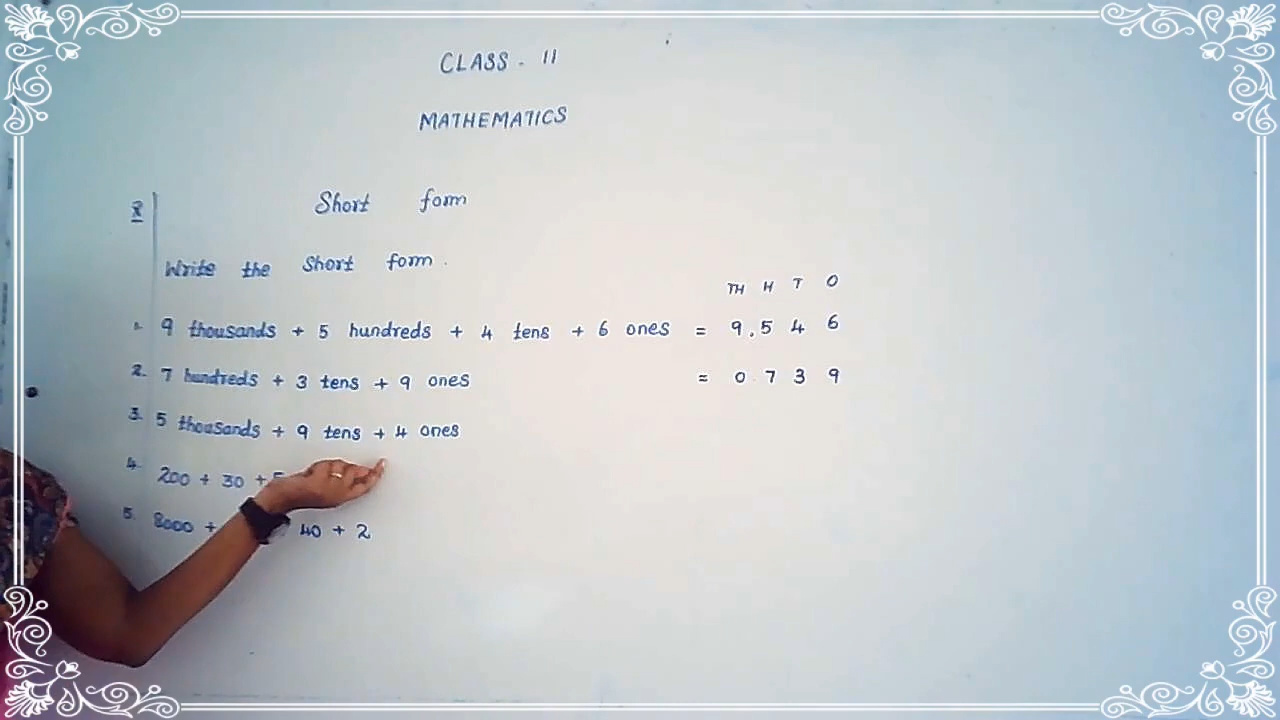 CLASS - II
MATHEMATICS
Short form
Write the Short form.
TH H T O
1. 9 thousands + 5 hundreds + 4 tens + 6 ones = 9,5 4 6
2. 7 hundreds + 3 tens + 9 ones = 0 7 3 9
3. 5 thousands + 9 tens + 4 ones
4. 200 + 30 +
5. 8000 + 40 + 2